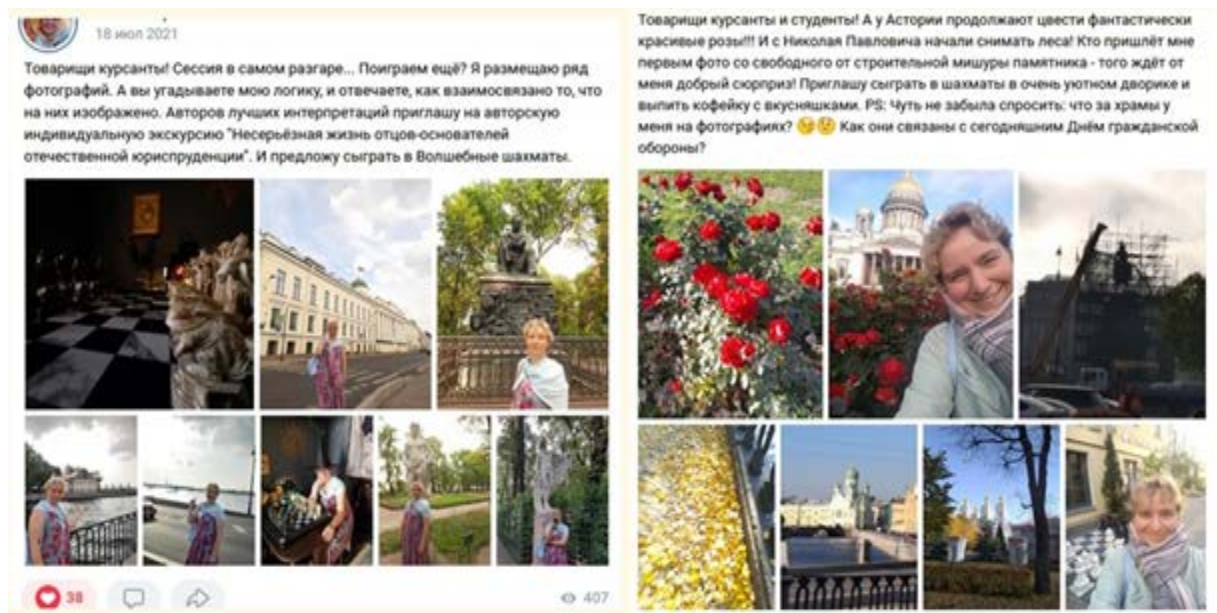 18 июл 2021
Товарищи курсанты! Сессия в самом разгаре... Поиграем ещё? Я размещаю ряд
фотографий. А вы угадываете мою логику, и отвечаете, как взаимосвязано то, что
на них изображено. Авторов лучших интерпретаций приглашу на авторскую
индивидуальную экскурсию "Несерьёзная жизнь отцов-основателей
отечественной юриспруденции". И предложу сыграть в Волшебные шахматы.
38
407
Товарищи курсанты и студенты! А у Астории продолжают цвести фантастически
красивые розы!!! И с Николая Павловича начали снимать леса! Кто пришлёт мне
первым фото со свободного от строительной мишуры памятника - того ждёт от
меня добрый сюрприз! Приглашу сыграть в шахматы в очень уютном дворике и
выпить кофейку с вкусняшками. PS: Чуть не забыла спросить: что за храмы у
меня на фотографиях? 😏🤨 Как они связаны с сегодняшним Днём гражданской
обороны?